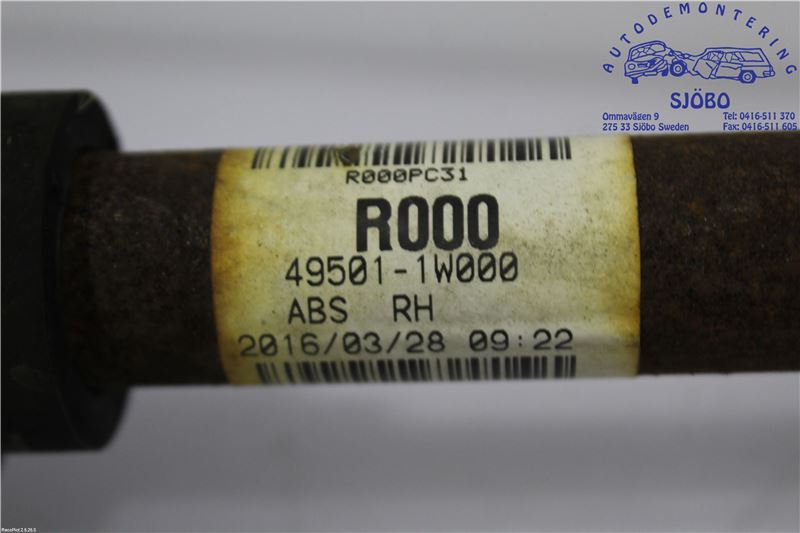 AUTODEMONTERING
SJÖBO
Ommavägen 9 Tel: 0416-511 370
275 33 Sjöbo Sweden Fax: 0416-511 605
R000PC31
R000
49501-1W000
ABS RH
2016/03/28 09:22